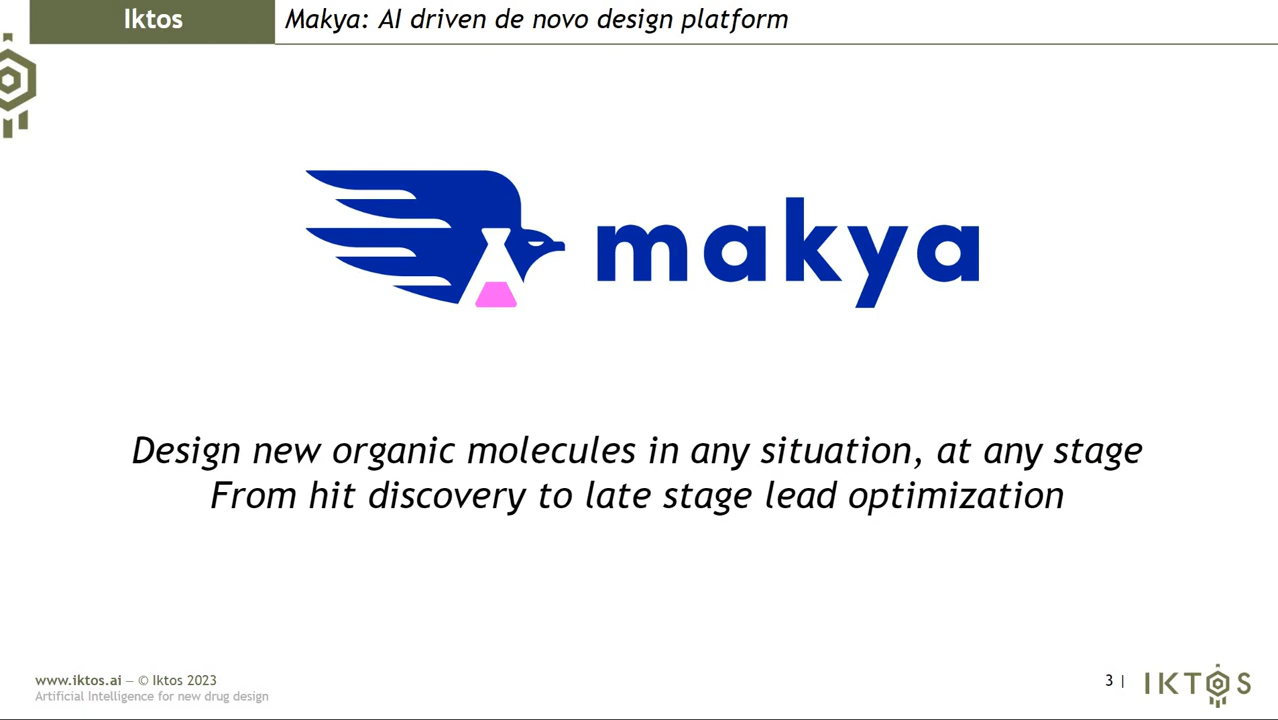 Iktos
Makya: AI driven de novo design platform
makya
Design new organic molecules in any situation, at any stage
From hit discovery to late stage lead optimization
www.iktos.ai – © Iktos 2023
Artificial Intelligence for new drug design
3 |
IKTOS